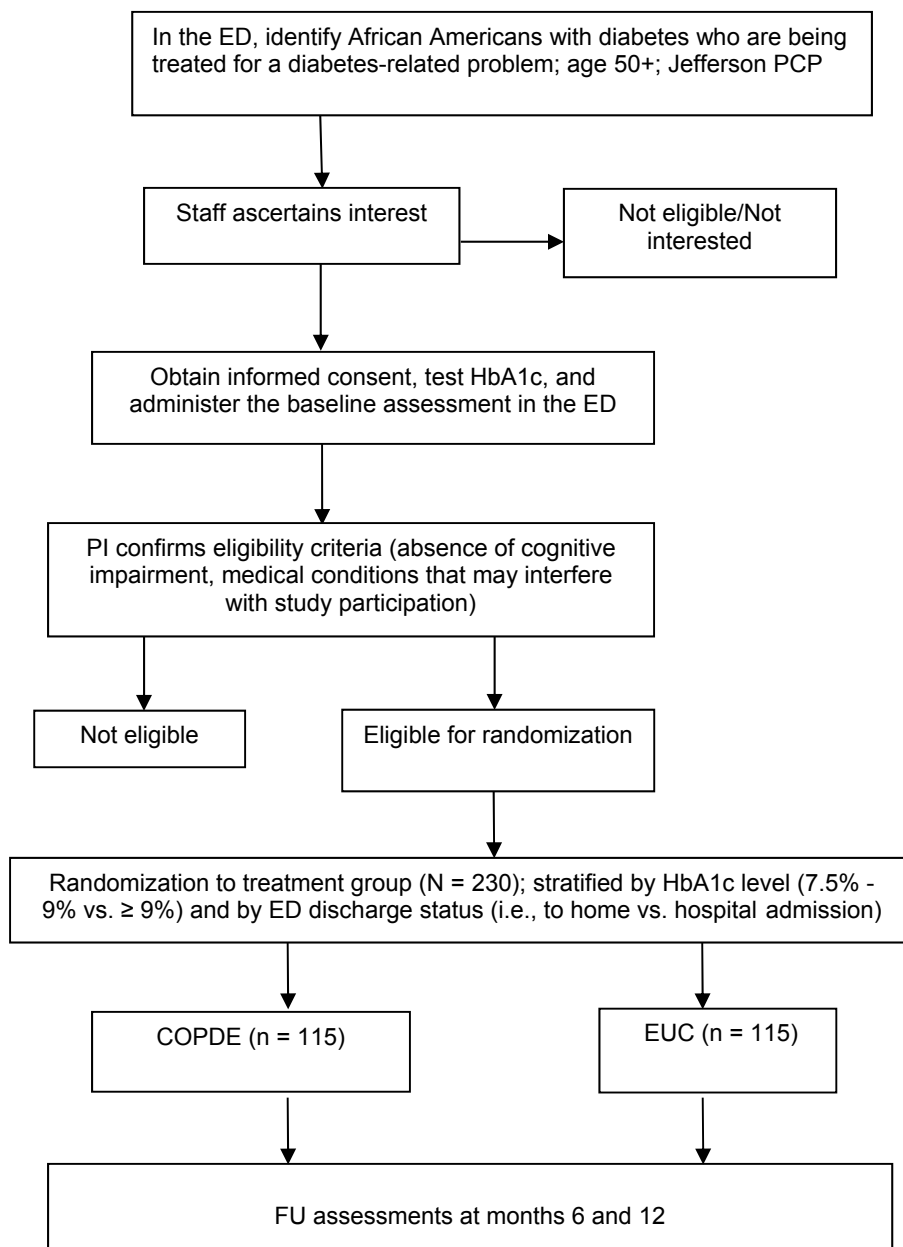 In the ED, identify African Americans with diabetes who are being
treated for a diabetes-related problem; age 50+; Jefferson PCP
Staff ascertains interest
Not eligible/Not
interested
Obtain informed consent, test HbA1c, and
administer the baseline assessment in the ED
PI confirms eligibility criteria (absence of cognitive
impairment, medical conditions that may interfere
with study participation)
Not eligible
Eligible for randomization
Randomization to treatment group (N = 230); stratified by HbA1c level (7.5% -
9% vs. ≥ 9%) and by ED discharge status (i.e., to home vs. hospital admission)
COPDE (n = 115)
EUC (n = 115)
FU assessments at months 6 and 12